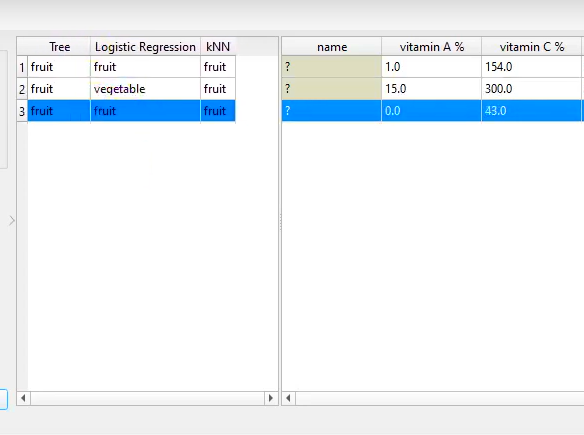 Tree Logistic Regression kNN name vitamin A % vitamin C %
1 fruit fruit fruit ? 1.0 154.0
2 fruit vegetable fruit ? 15.0 300.0
3 fruit fruit fruit ? 0.0 43.0